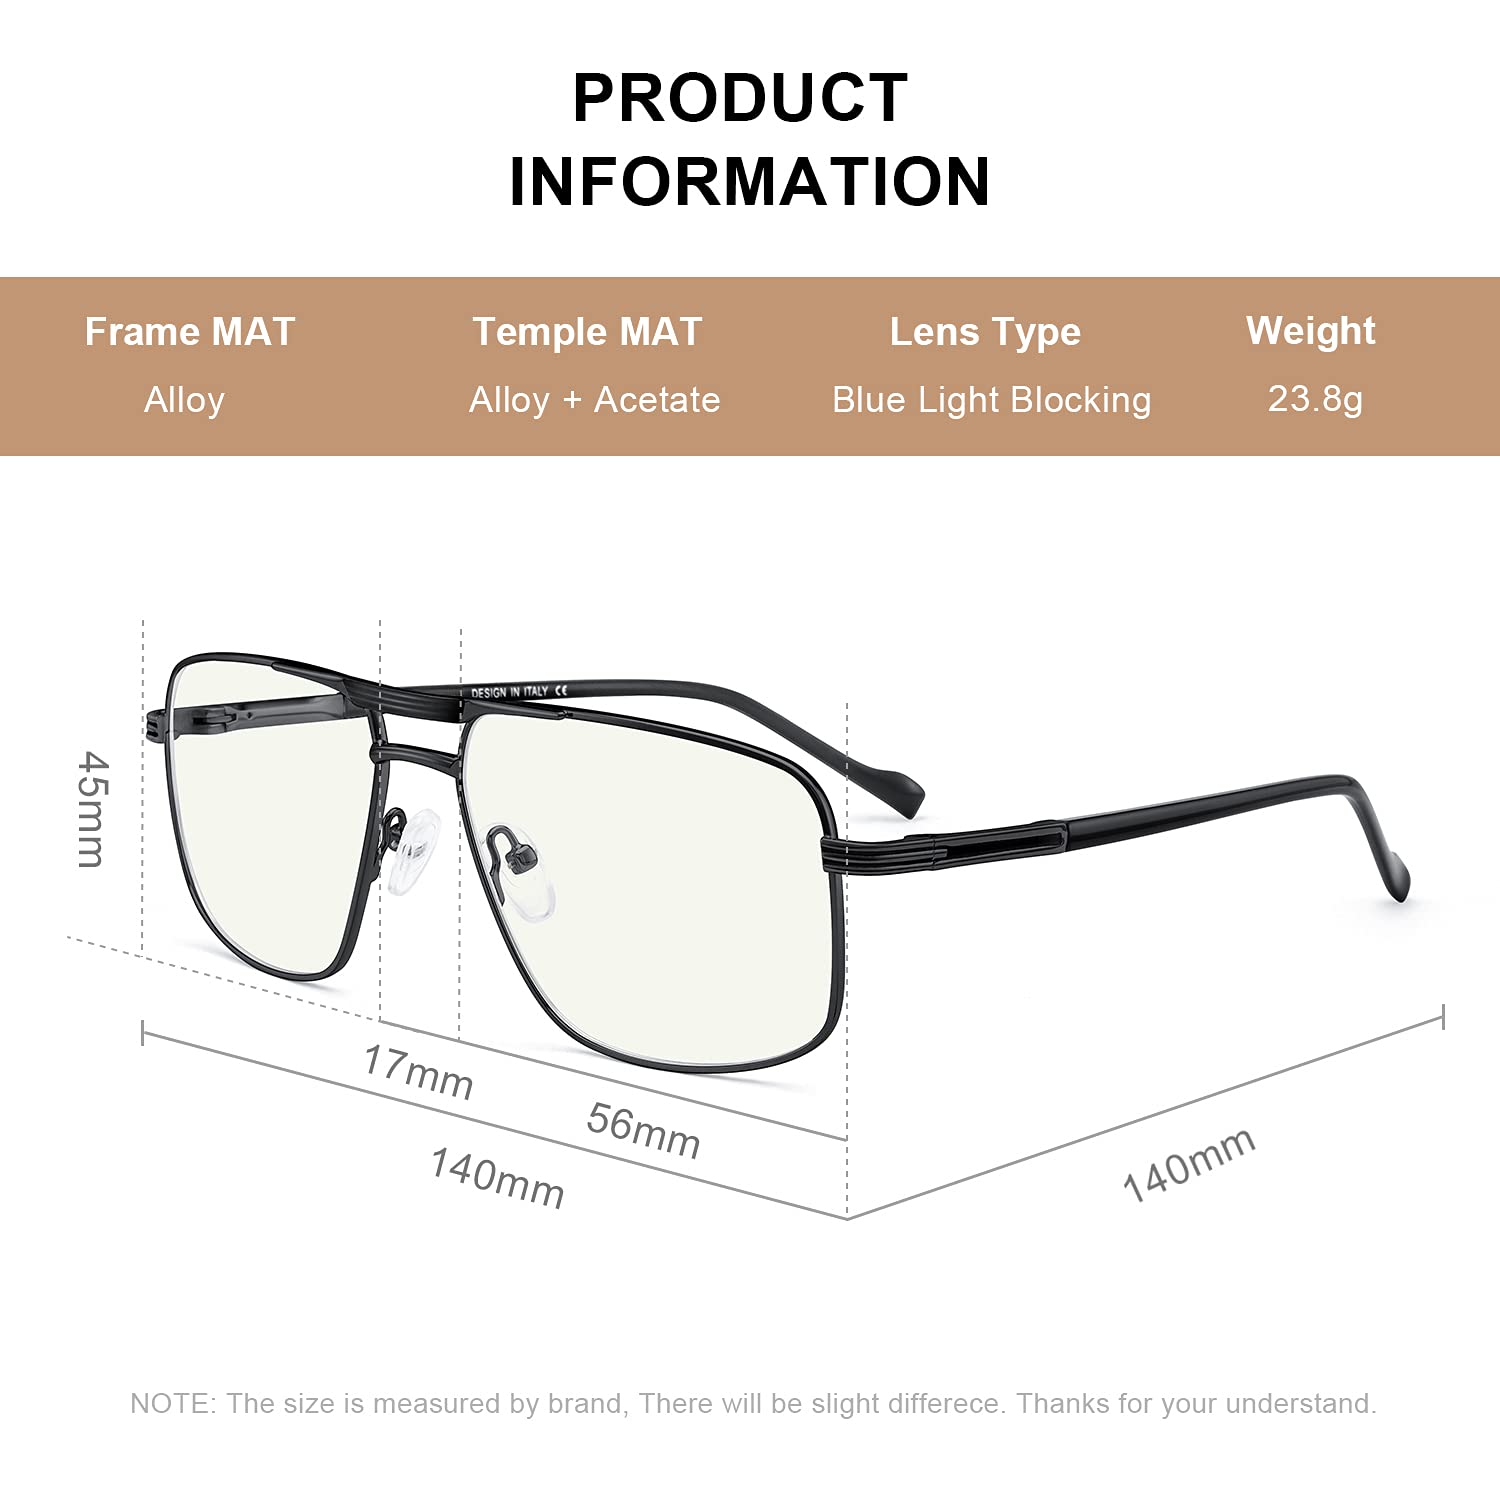 PRODUCT
INFORMATION
Frame MAT Temple MAT Lens Type Weight
Alloy Alloy + Acetate Blue Light Blocking 23.8g
DESIGN IN ITALY CE
45mm
17mm
56mm
140mm
140mm
NOTE: The size is measured by brand, There will be slight differece. Thanks for your understand.